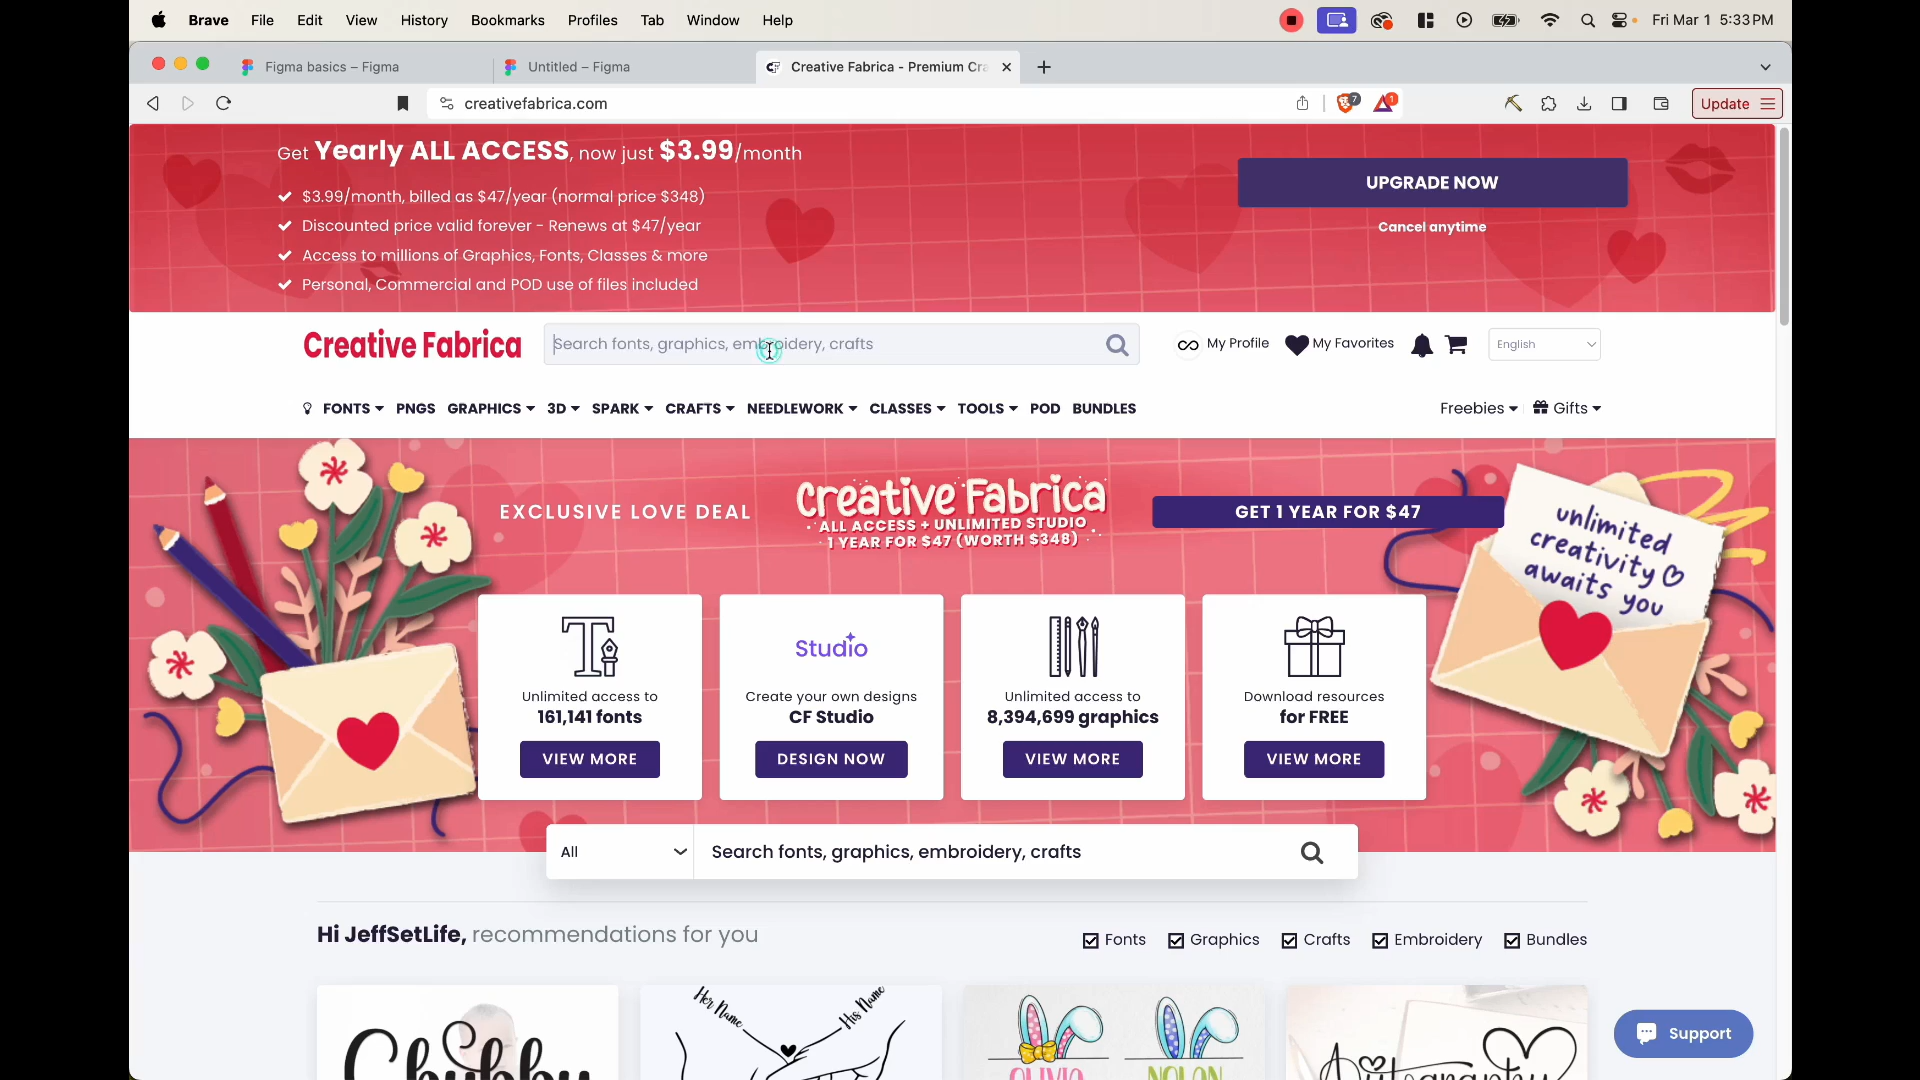 Brave File Edit View History Bookmarks Profiles Tab Window Help Fri Mar 1 5:33 PM
Figma basics – Figma Untitled – Figma Creative Fabrica - Premium Cra
creativefabrica.com 7 1 Update
Get Yearly ALL ACCESS, now just $3.99/month
$3.99/month, billed as $47/year (normal price $348)
Discounted price valid forever - Renews at $47/year
Access to millions of Graphics, Fonts, Classes & more
Personal, Commercial and POD use of files included
UPGRADE NOW
Cancel anytime
Creative Fabrica Search fonts, graphics, embroidery, crafts My Profile My Favorites English
FONTS PNGS GRAPHICS 3D SPARK CRAFTS NEEDLEWORK CLASSES TOOLS POD BUNDLES Freebies Gifts
EXCLUSIVE LOVE DEAL
Creative Fabrica
ALL ACCESS + UNLIMITED STUDIO
1 YEAR FOR $47 (WORTH $348)
GET 1 YEAR FOR $47
unlimited
creativity
awaits
you
Unlimited access to
161,141 fonts
VIEW MORE
Studio
Create your own designs
CF Studio
DESIGN NOW
Unlimited access to
8,394,699 graphics
VIEW MORE
Download resources
for FREE
VIEW MORE
All Search fonts, graphics, embroidery, crafts
Hi JeffSetLife, recommendations for you Fonts Graphics Crafts Embroidery Bundles
Chubby
Her Name His Name
OLIVIA NOLAN
Autography
Support